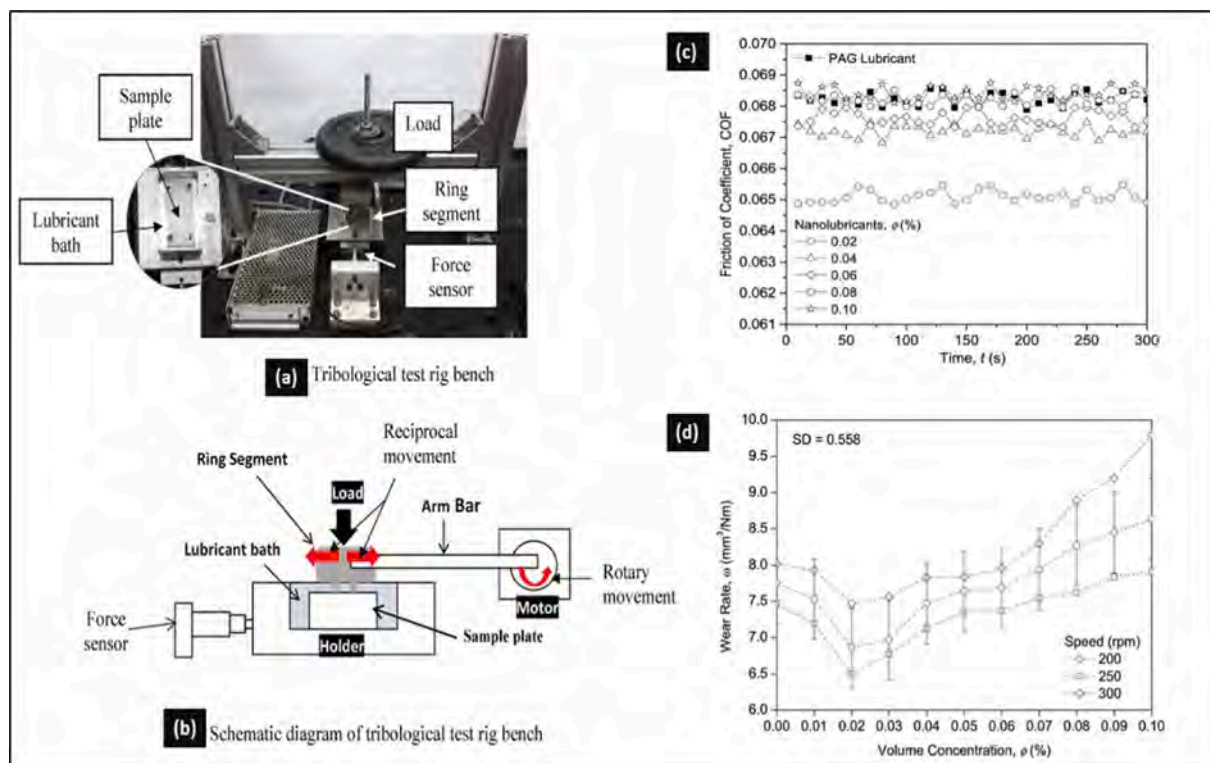 Sample
plate
Lubricant
bath
Load
Ring
segment
Force
sensor
(a) Tribological test rig bench
Ring Segment
Reciprocal
movement
Load
Arm Bar
Lubricant bath
Rotary
movement
Motor
Force
sensor
Sample plate
Holder
(b) Schematic diagram of tribological test rig bench
(c)
Friction of Coefficient, COF
0.070
0.069
0.068
0.067
0.066
0.065
0.064
0.063
0.062
0.061
PAG Lubricant
Nanolubricants, ϕ (%)
0.02
0.04
0.06
0.08
0.10
0 50 100 150 200 250 300
Time, t (s)
(d)
Wear Rate, ω (mm³/Nm)
10.0
9.5
9.0
8.5
8.0
7.5
7.0
6.5
6.0
SD = 0.558
Speed (rpm)
200
250
300
0.00 0.01 0.02 0.03 0.04 0.05 0.06 0.07 0.08 0.09 0.10
Volume Concentration, ϕ (%)